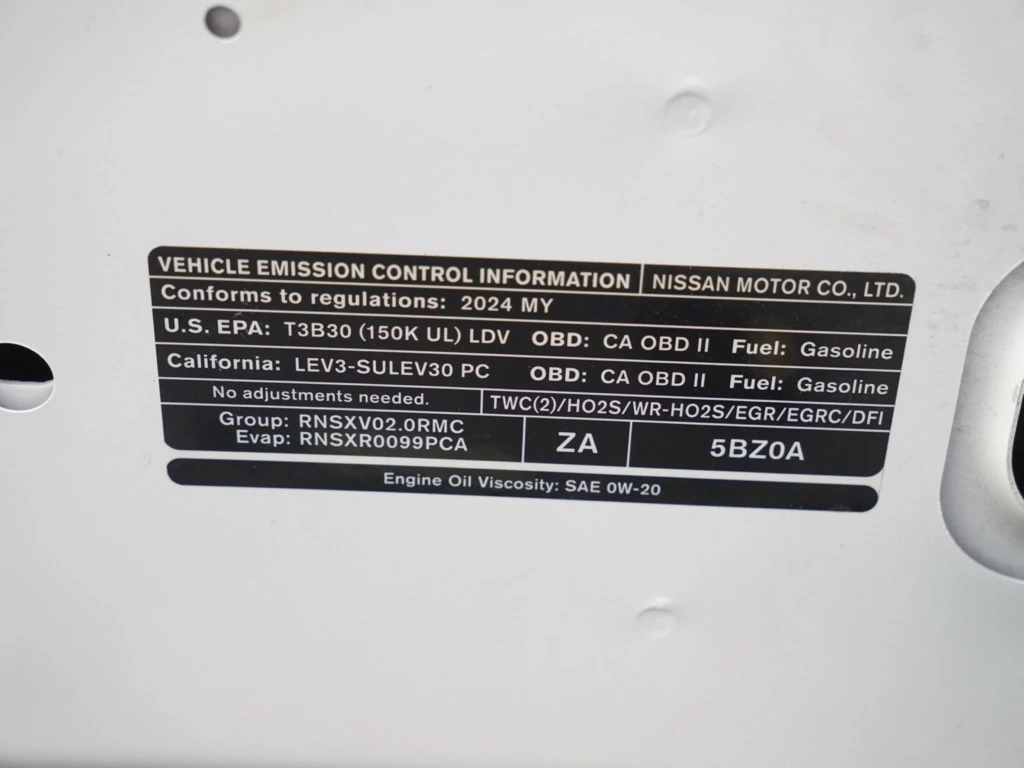 VEHICLE EMISSION CONTROL INFORMATION NISSAN MOTOR CO., LTD.
Conforms to regulations: 2024 MY
U.S. EPA: T3B30 (150K UL) LDV OBD: CA OBD II Fuel: Gasoline
California: LEV3-SULEV30 PC OBD: CA OBD II Fuel: Gasoline
No adjustments needed. TWC(2)/HO2S/WR-HO2S/EGR/EGRC/DFI
Group: RNSXV02.0RMC
Evap: RNSXR0099PCA
ZA
5BZ0A
Engine Oil Viscosity: SAE 0W-20